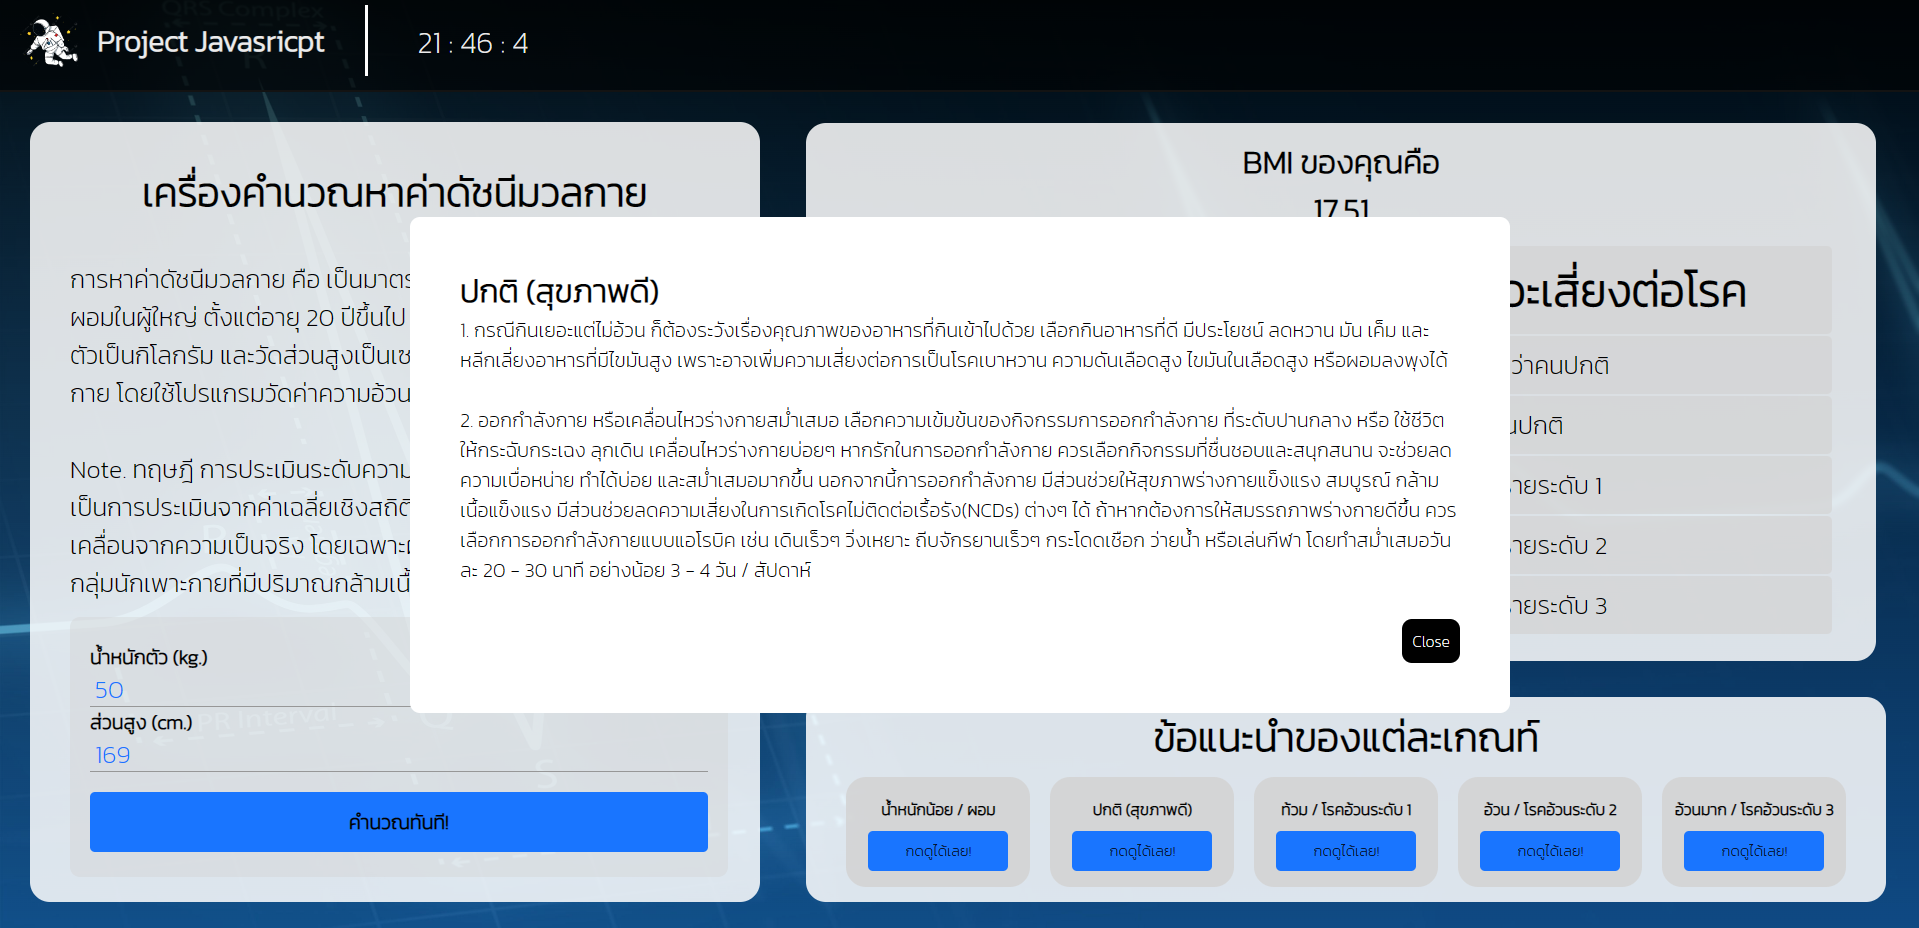 QRS Complex
Project Javasricpt
21 : 46 : 4
เครื่องคำนวณหาค่าดัชนีมวลกาย
การหาค่าดัชนีมวลกาย คือ เป็นมาตร
ผอมในผู้ใหญ่ ตั้งแต่อายุ 20 ปีขึ้นไป
ตัวเป็นกิโลกรัม และวัดส่วนสูงเป็นเซ
กาย โดยใช้โปรแกรมวัดค่าความอ้วน
Note. ทฤษฎี การประเมินระดับความ
เป็นการประเมินจากค่าเฉลี่ยเชิงสถิติ
เคลื่อนจากความเป็นจริง โดยเฉพาะ
กลุ่มนักเพาะกายที่มีปริมาณกล้ามเนื้
น้ำหนักตัว (kg.)
50
ส่วนสูง (cm.)
PR Interval
169
คำนวณทันที!
BMI ของคุณคือ
17.51
ะเสี่ยงต่อโรค
ว่าคนปกติ
นปกติ
ายระดับ 1
ายระดับ 2
ายระดับ 3
ปกติ (สุขภาพดี)
1. กรณีกินเยอะแต่ไม่อ้วน ก็ต้องระวังเรื่องคุณภาพของอาหารที่กินเข้าไปด้วย เลือกกินอาหารที่ดี มีประโยชน์ ลดหวาน มัน เค็ม และ
หลีกเลี่ยงอาหารที่มีไขมันสูง เพราะอาจเพิ่มความเสี่ยงต่อการเป็นโรคเบาหวาน ความดันเลือดสูง ไขมันในเลือดสูง หรือผอมลงพุงได้
2. ออกกำลังกาย หรือเคลื่อนไหวร่างกายสม่ำเสมอ เลือกความเข้มข้นของกิจกรรมการออกกำลังกาย ที่ระดับปานกลาง หรือ ใช้ชีวิต
ให้กระฉับกระเฉง ลุกเดิน เคลื่อนไหวร่างกายบ่อยๆ หากรักในการออกกำลังกาย ควรเลือกกิจกรรมที่ชื่นชอบและสนุกสนาน จะช่วยลด
ความเบื่อหน่าย ทำได้บ่อย และสม่ำเสมอมากขึ้น นอกจากนี้การออกกำลังกาย มีส่วนช่วยให้สุขภาพร่างกายแข็งแรง สมบูรณ์ กล้าม
เนื้อแข็งแรง มีส่วนช่วยลดความเสี่ยงในการเกิดโรคไม่ติดต่อเรื้อรัง(NCDs) ต่างๆ ได้ ถ้าหากต้องการให้สมรรถภาพร่างกายดีขึ้น ควร
เลือกการออกกำลังกายแบบแอโรบิค เช่น เดินเร็วๆ วิ่งเหยาะ ถีบจักรยานเร็วๆ กระโดดเชือก ว่ายน้ำ หรือเล่นกีฬา โดยทำสม่ำเสมอวัน
ละ 20 - 30 นาที อย่างน้อย 3 - 4 วัน / สัปดาห์
Close
ข้อแนะนำของแต่ละเกณฑ์
น้ำหนักน้อย / ผอม
กดดูได้เลย!
ปกติ (สุขภาพดี)
กดดูได้เลย!
ท้วม / โรคอ้วนระดับ 1
กดดูได้เลย!
อ้วน / โรคอ้วนระดับ 2
กดดูได้เลย!
อ้วนมาก / โรคอ้วนระดับ 3
กดดูได้เลย!